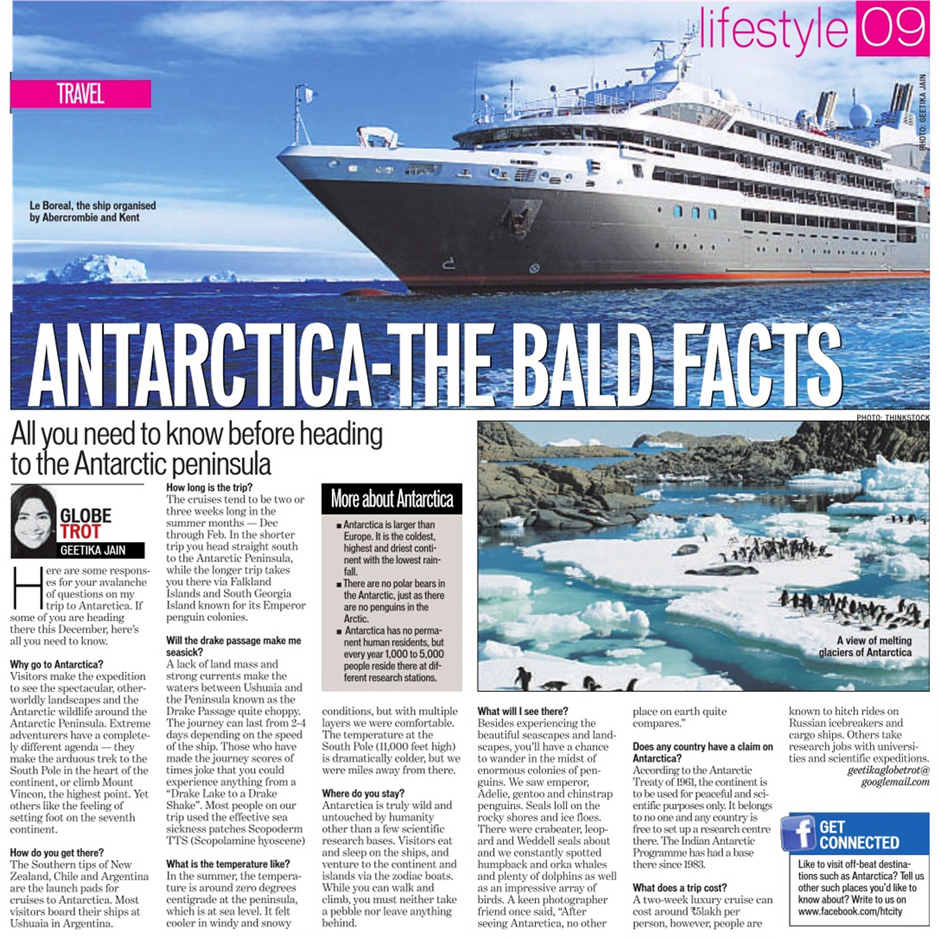 lifestyle 09
TRAVEL
PHOTO: GEETIKA JAIN
Le Boreal, the ship organised
by Abercrombie and Kent
ANTARCTICA-THE BALD FACTS
PHOTO: THINKSTOCK
All you need to know before heading
to the Antarctic peninsula
GLOBE
TROT
GEETIKA JAIN
Here are some respons-
es for your avalanche
of questions on my
trip to Antarctica. If
some of you are heading
there this December, here's
all you need to know.
Why go to Antarctica?
Visitors make the expedition
to see the spectacular, other-
worldly landscapes and the
Antarctic wildlife around the
Antarctic Peninsula. Extreme
adventurers have a complete-
ly different agenda — they
make the arduous trek to the
South Pole in the heart of the
continent, or climb Mount
Vincon, the highest point. Yet
others like the feeling of
setting foot on the seventh
continent.
How do you get there?
The Southern tips of New
Zealand, Chile and Argentina
are the launch pads for
cruises to Antarctica. Most
visitors board their ships at
Ushuaia in Argentina.
How long is the trip?
The cruises tend to be two or
three weeks long in the
summer months — Dec
through Feb. In the shorter
trip you head straight south
to the Antarctic Peninsula,
while the longer trip takes
you there via Falkland
Islands and South Georgia
Island known for its Emperor
penguin colonies.
Will the drake passage make me
seasick?
A lack of land mass and
strong currents make the
waters between Ushuaia and
the Peninsula known as the
Drake Passage quite choppy.
The journey can last from 2-4
days depending on the speed
of the ship. Those who have
made the journey scores of
times joke that you could
experience anything from a
"Drake Lake to a Drake
Shake". Most people on our
trip used the effective sea
sickness patches Scopoderm
TTS (Scopolamine hyoscene)
What is the temperature like?
In the summer, the tempera-
ture is around zero degrees
centigrade at the peninsula,
which is at sea level. It felt
cooler in windy and snowy
More about Antarctica
■ Antarctica is larger than
Europe. It is the coldest,
highest and driest conti-
nent with the lowest rain-
fall.
■ There are no polar bears in
the Antarctic, just as there
are no penguins in the
Arctic.
■ Antarctica has no perma-
nent human residents, but
every year 1,000 to 5,000
people reside there at dif-
ferent research stations.
conditions, but with multiple
layers we were comfortable.
The temperature at the
South Pole (11,000 feet high)
is dramatically colder, but we
were miles away from there.
Where do you stay?
Antarctica is truly wild and
untouched by humanity
other than a few scientific
research bases. Visitors eat
and sleep on the ships, and
venture to the continent and
islands via the zodiac boats.
While you can walk and
climb, you must neither take
a pebble nor leave anything
behind.
A view of melting
glaciers of Antarctica
What will I see there?
Besides experiencing the
beautiful seascapes and land-
scapes, you'll have a chance
to wander in the midst of
enormous colonies of pen-
guins. We saw emperor,
Adelie, gentoo and chinstrap
penguins. Seals loll on the
rocky shores and ice floes.
There were crabeater, leop-
ard and Weddell seals about
and we constantly spotted
humpback and orka whales
and plenty of dolphins as well
as an impressive array of
birds. A keen photographer
friend once said, "After
seeing Antarctica, no other
place on earth quite
compares."
Does any country have a claim on
Antarctica?
According to the Antarctic
Treaty of 1961, the continent is
to be used for peaceful and sci-
entific purposes only. It belongs
to no one and any country is
free to set up a research centre
there. The Indian Antarctic
Programme has had a base
there since 1983.
What does a trip cost?
A two-week luxury cruise can
cost around ₹5lakh per
person, however, people are
known to hitch rides on
Russian icebreakers and
cargo ships. Others take
research jobs with universi-
ties and scientific expeditions.
geetikaglobetrot@
googlemail.com
f GET
CONNECTED
Like to visit off-beat destina-
tions such as Antarctica? Tell us
other such places you'd like to
know about? Write to us on
www.facebook.com/htcity